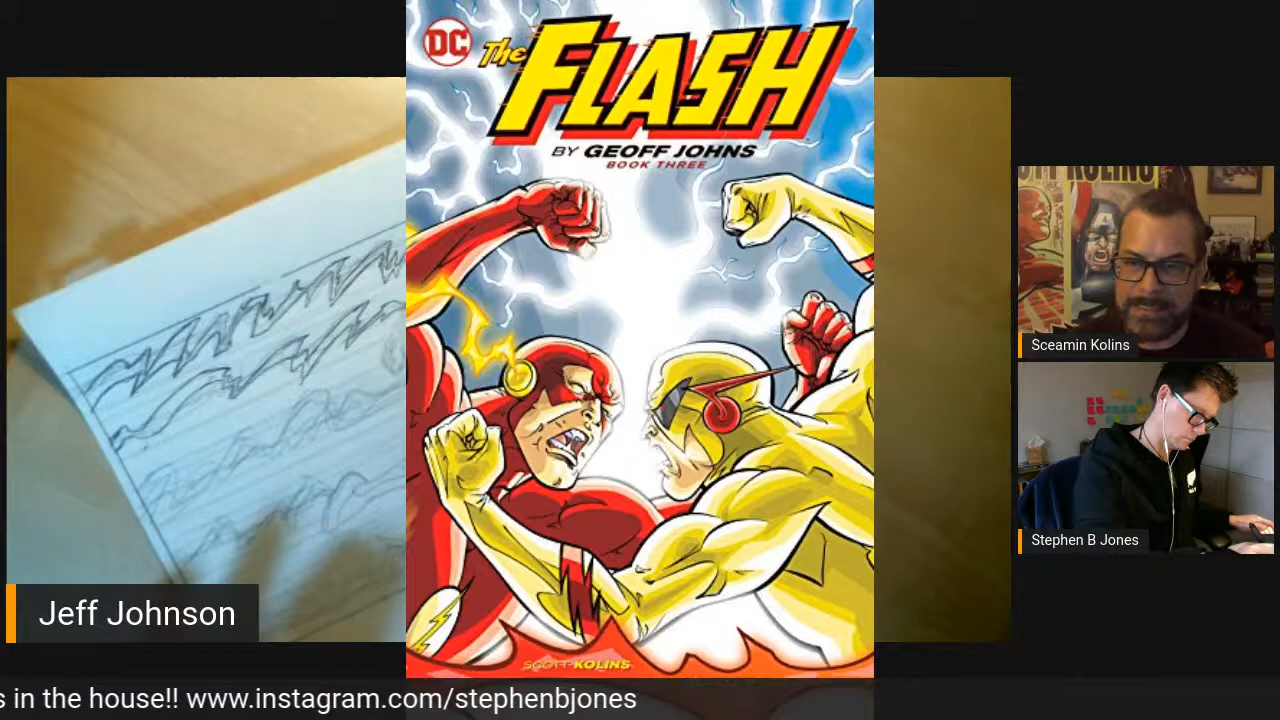 DC
The
FLASH
BY GEOFF JOHNS
BOOK THREE
SCOTT KOLINS
Sceamin Kolins
Stephen B Jones
Jeff Johnson
s in the house!! www.instagram.com/stephenbjones